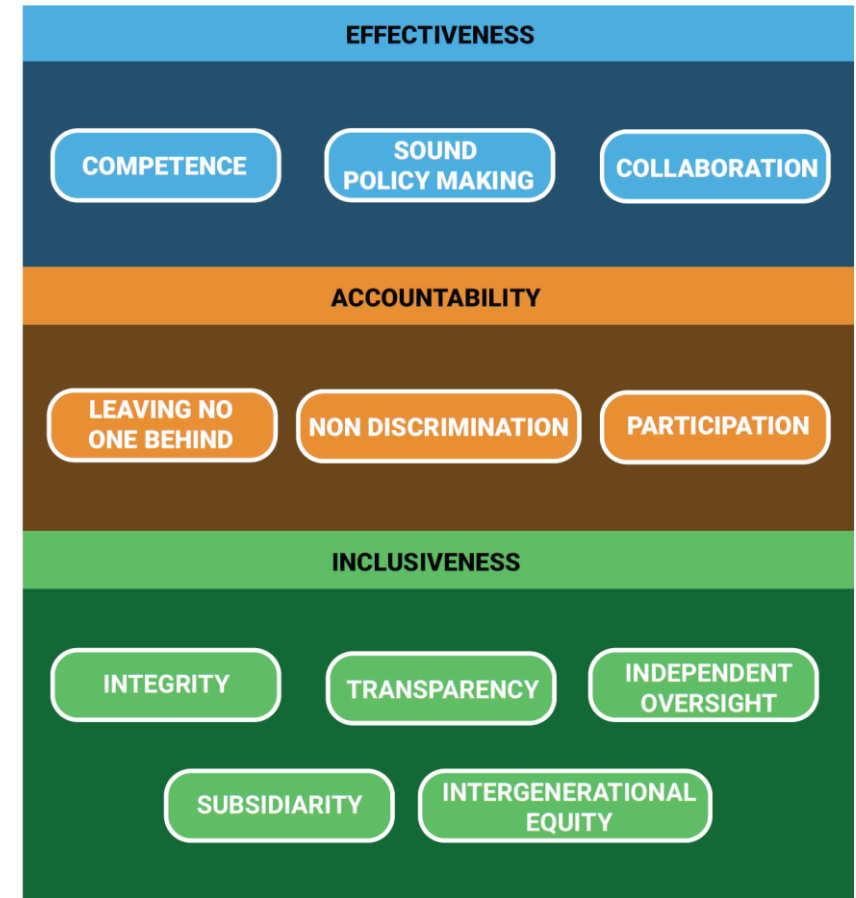 EFFECTIVENESS
COMPETENCE
SOUND
POLICY MAKING
COLLABORATION
ACCOUNTABILITY
LEAVING NO
ONE BEHIND
NON DISCRIMINATION
PARTICIPATION
INCLUSIVENESS
INTEGRITY
TRANSPARENCY
INDEPENDENT
OVERSIGHT
SUBSIDIARITY
INTERGENERATIONAL
EQUITY